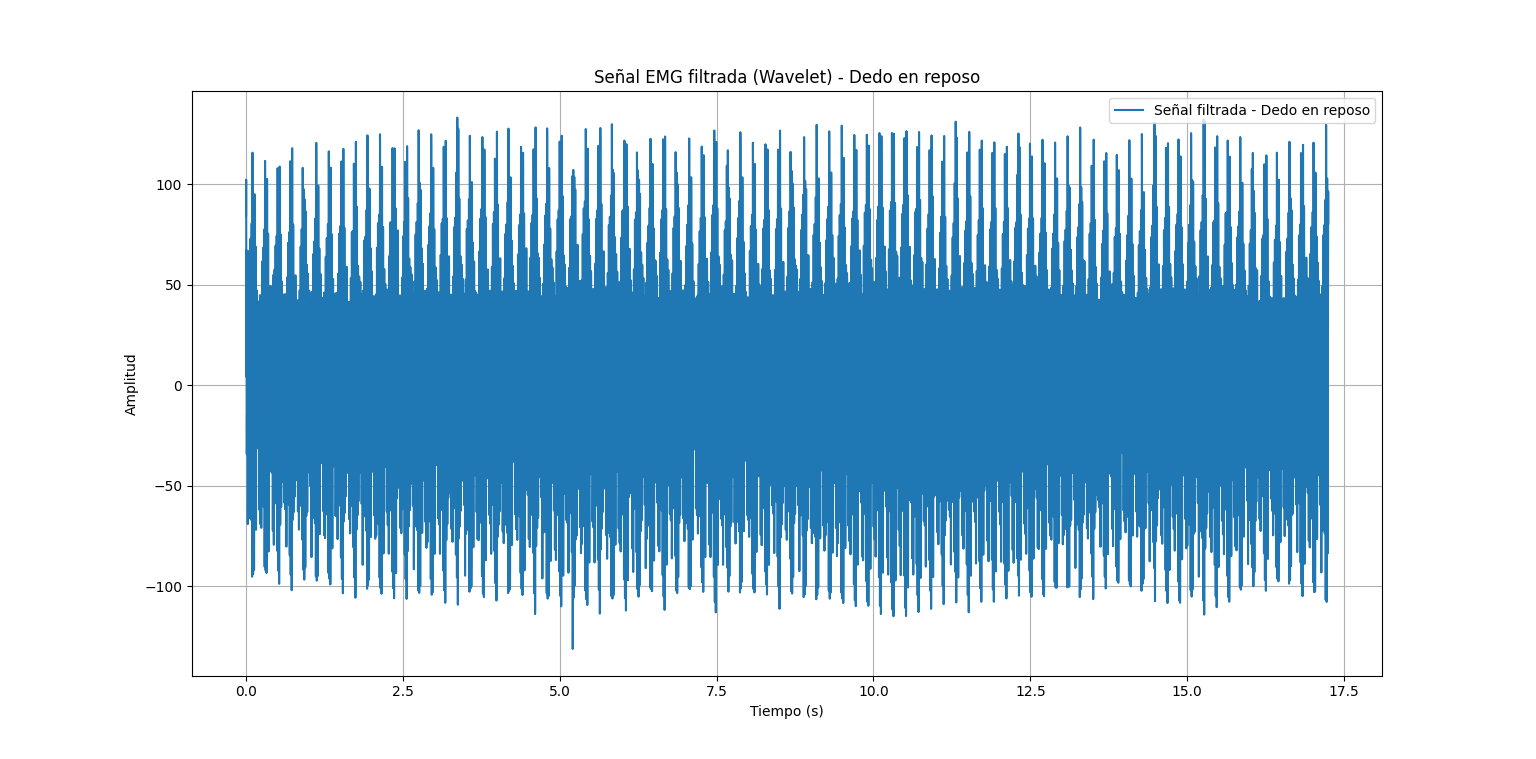 Señal EMG filtrada (Wavelet) - Dedo en reposo
Señal filtrada - Dedo en reposo
Amplitud
100
50
0
−50
−100
0.0 2.5 5.0 7.5 10.0 12.5 15.0 17.5
Tiempo (s)